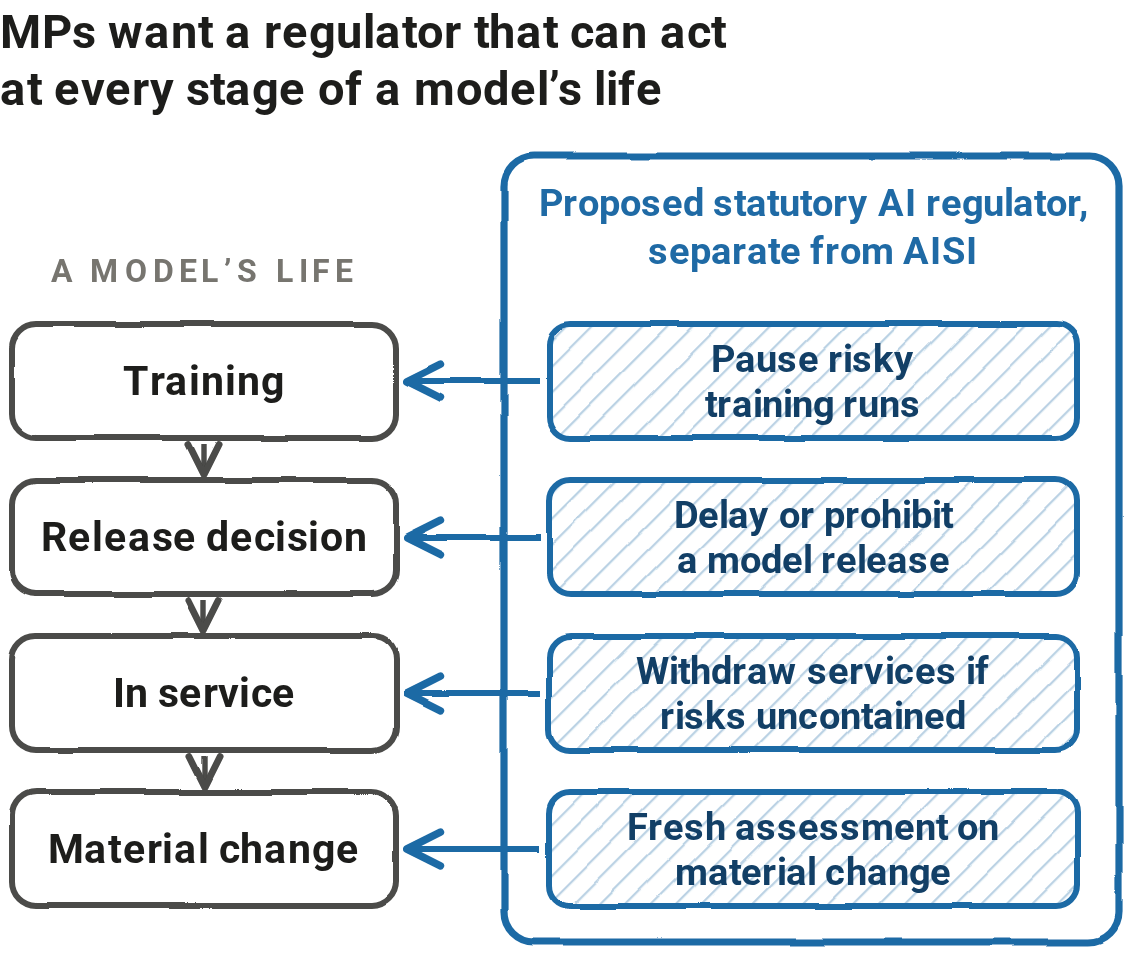 MPs want a regulator that can act
at every stage of a model’s life
Proposed statutory AI regulator,
separate from AISI
A MODEL’S LIFE
Training
Pause risky
training runs
Release decision
Delay or prohibit
a model release
In service
Withdraw services if
risks uncontained
Material change
Fresh assessment on
material change